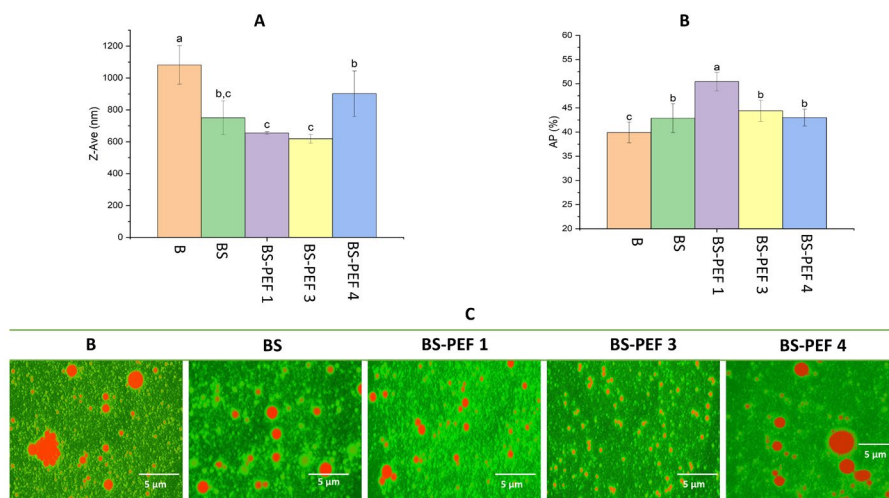 A
Z-Ave (nm)
1200
1000
800
600
400
200
0
a
b,c
c
c
b
B
BS
BS-PEF 1
BS-PEF 3
BS-PEF 4
B
AP (%)
60
55
50
45
40
35
30
25
20
c
b
a
b
b
B
BS
BS-PEF 1
BS-PEF 3
BS-PEF 4
C
B BS BS-PEF 1 BS-PEF 3 BS-PEF 4
5 µm 5 µm 5 µm 5 µm 5 µm